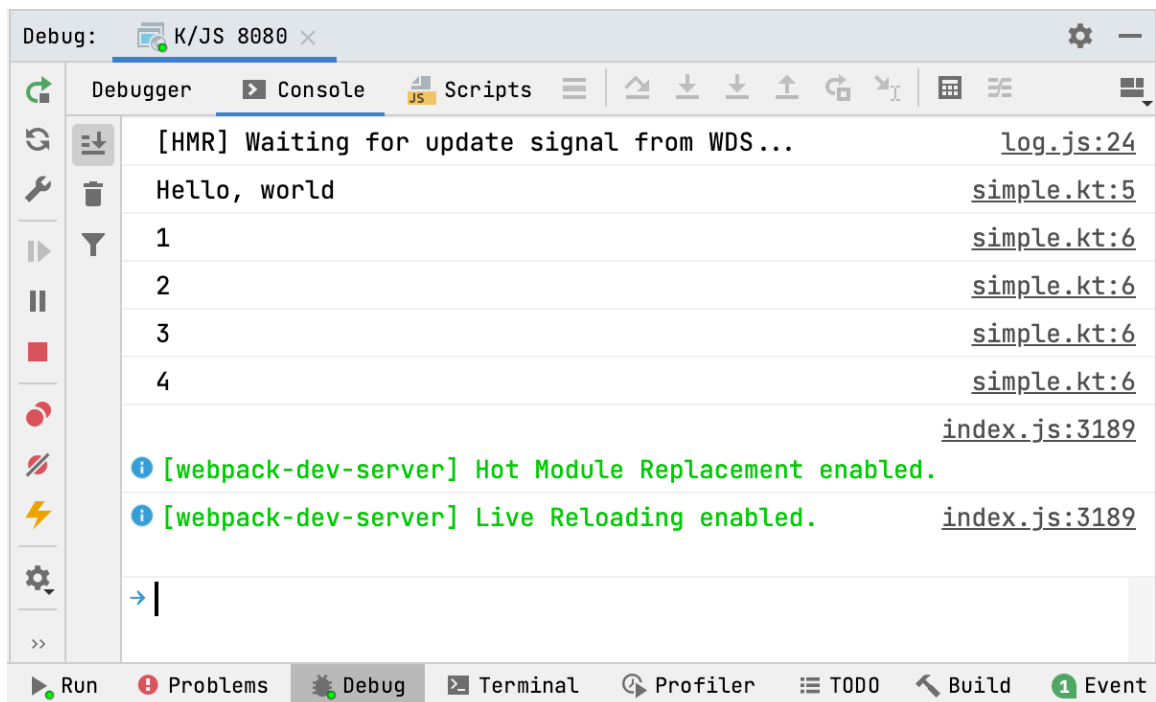 Debug: K/JS 8080
Debugger Console JS Scripts
[HMR] Waiting for update signal from WDS... log.js:24
Hello, world simple.kt:5
1 simple.kt:6
2 simple.kt:6
3 simple.kt:6
4 simple.kt:6
index.js:3189
[webpack-dev-server] Hot Module Replacement enabled.
[webpack-dev-server] Live Reloading enabled. index.js:3189
Run Problems Debug Terminal Profiler TODO Build 1 Event